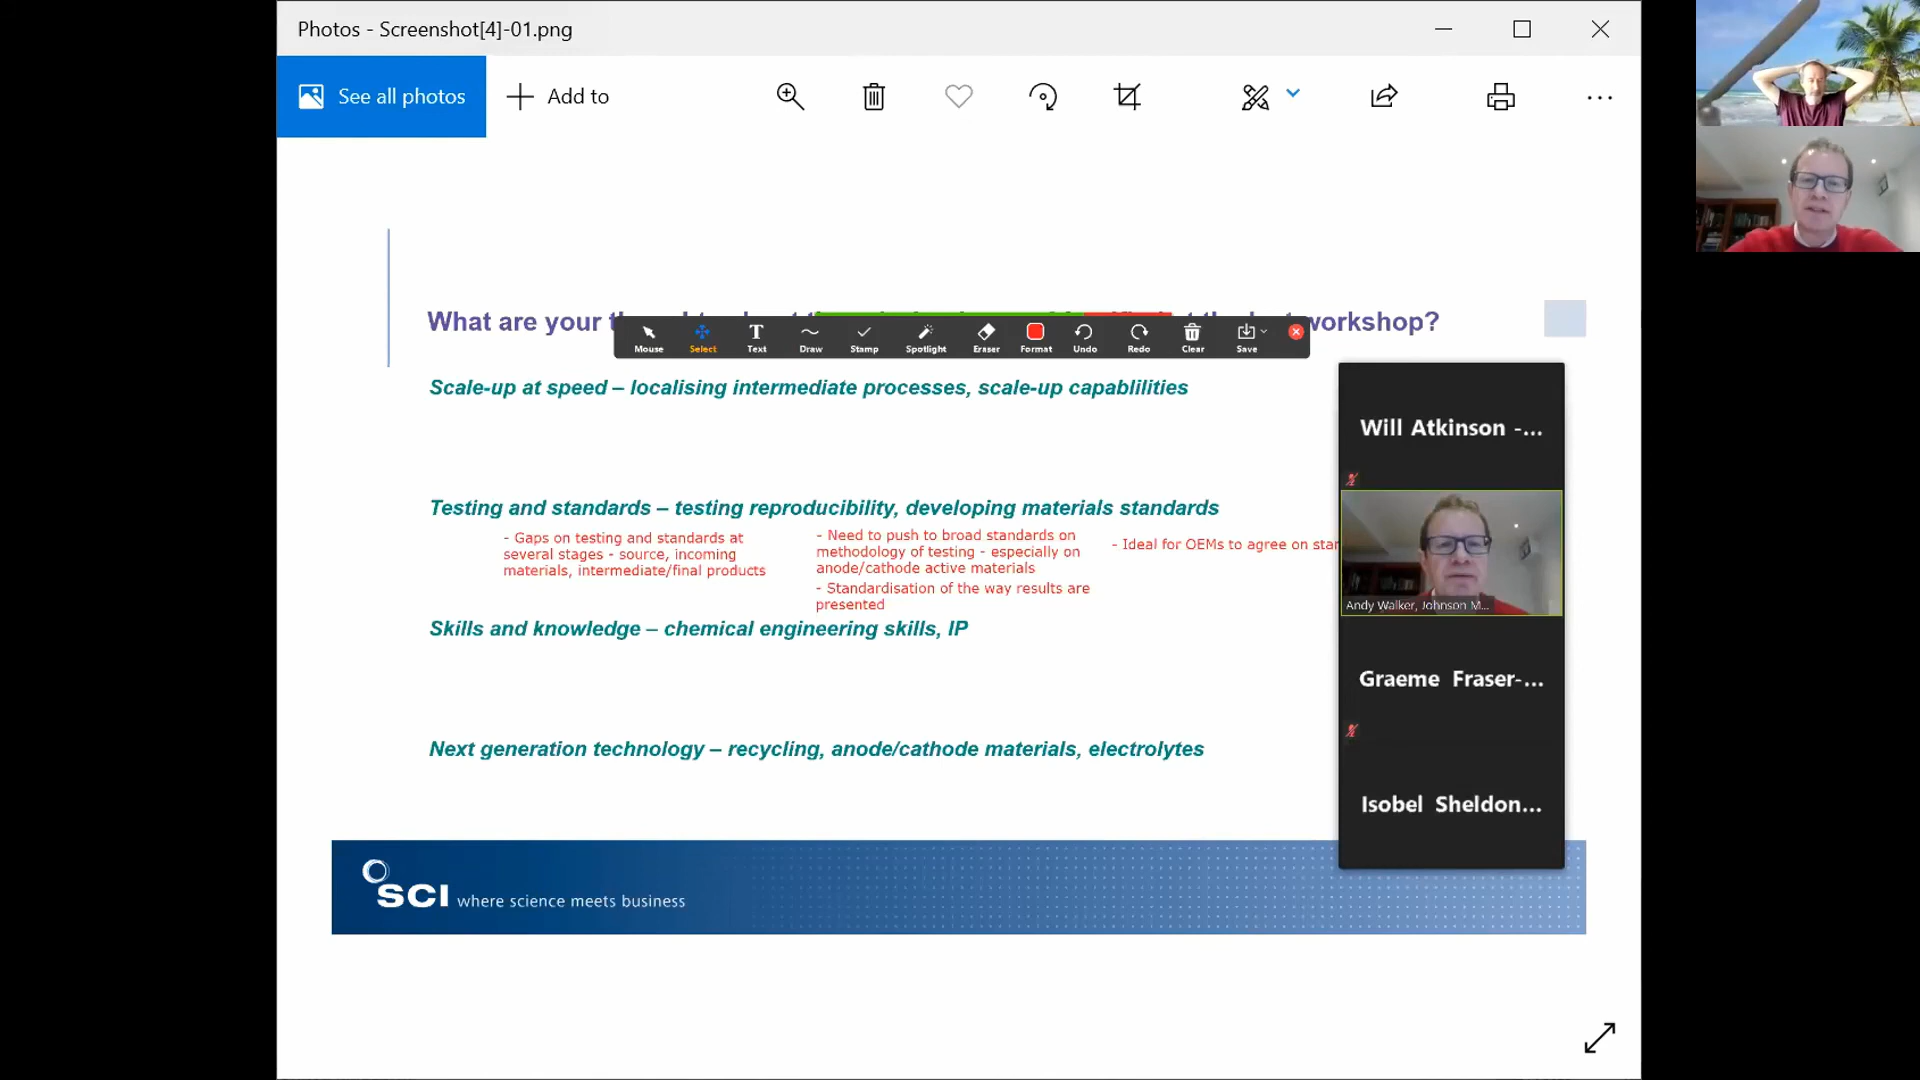 Photos - Screenshot[4]-01.png
See all photos
Add to
What are your
workshop?
Mouse
Select
Text
Draw
Stamp
Spotlight
Eraser
Format
Undo
Redo
Clear
Save
Scale-up at speed – localising intermediate processes, scale-up capablilities
Testing and standards – testing reproducibility, developing materials standards
- Gaps on testing and standards at
several stages - source, incoming
materials, intermediate/final products
- Need to push to broad standards on
methodology of testing - especially on
anode/cathode active materials
- Standardisation of the way results are
presented
- Ideal for OEMs to agree on
Skills and knowledge – chemical engineering skills, IP
Next generation technology – recycling, anode/cathode materials, electrolytes
Will Atkinson -...
Andy Walker, Johnson M...
Graeme Fraser-...
Isobel Sheldon...
SCI where science meets business